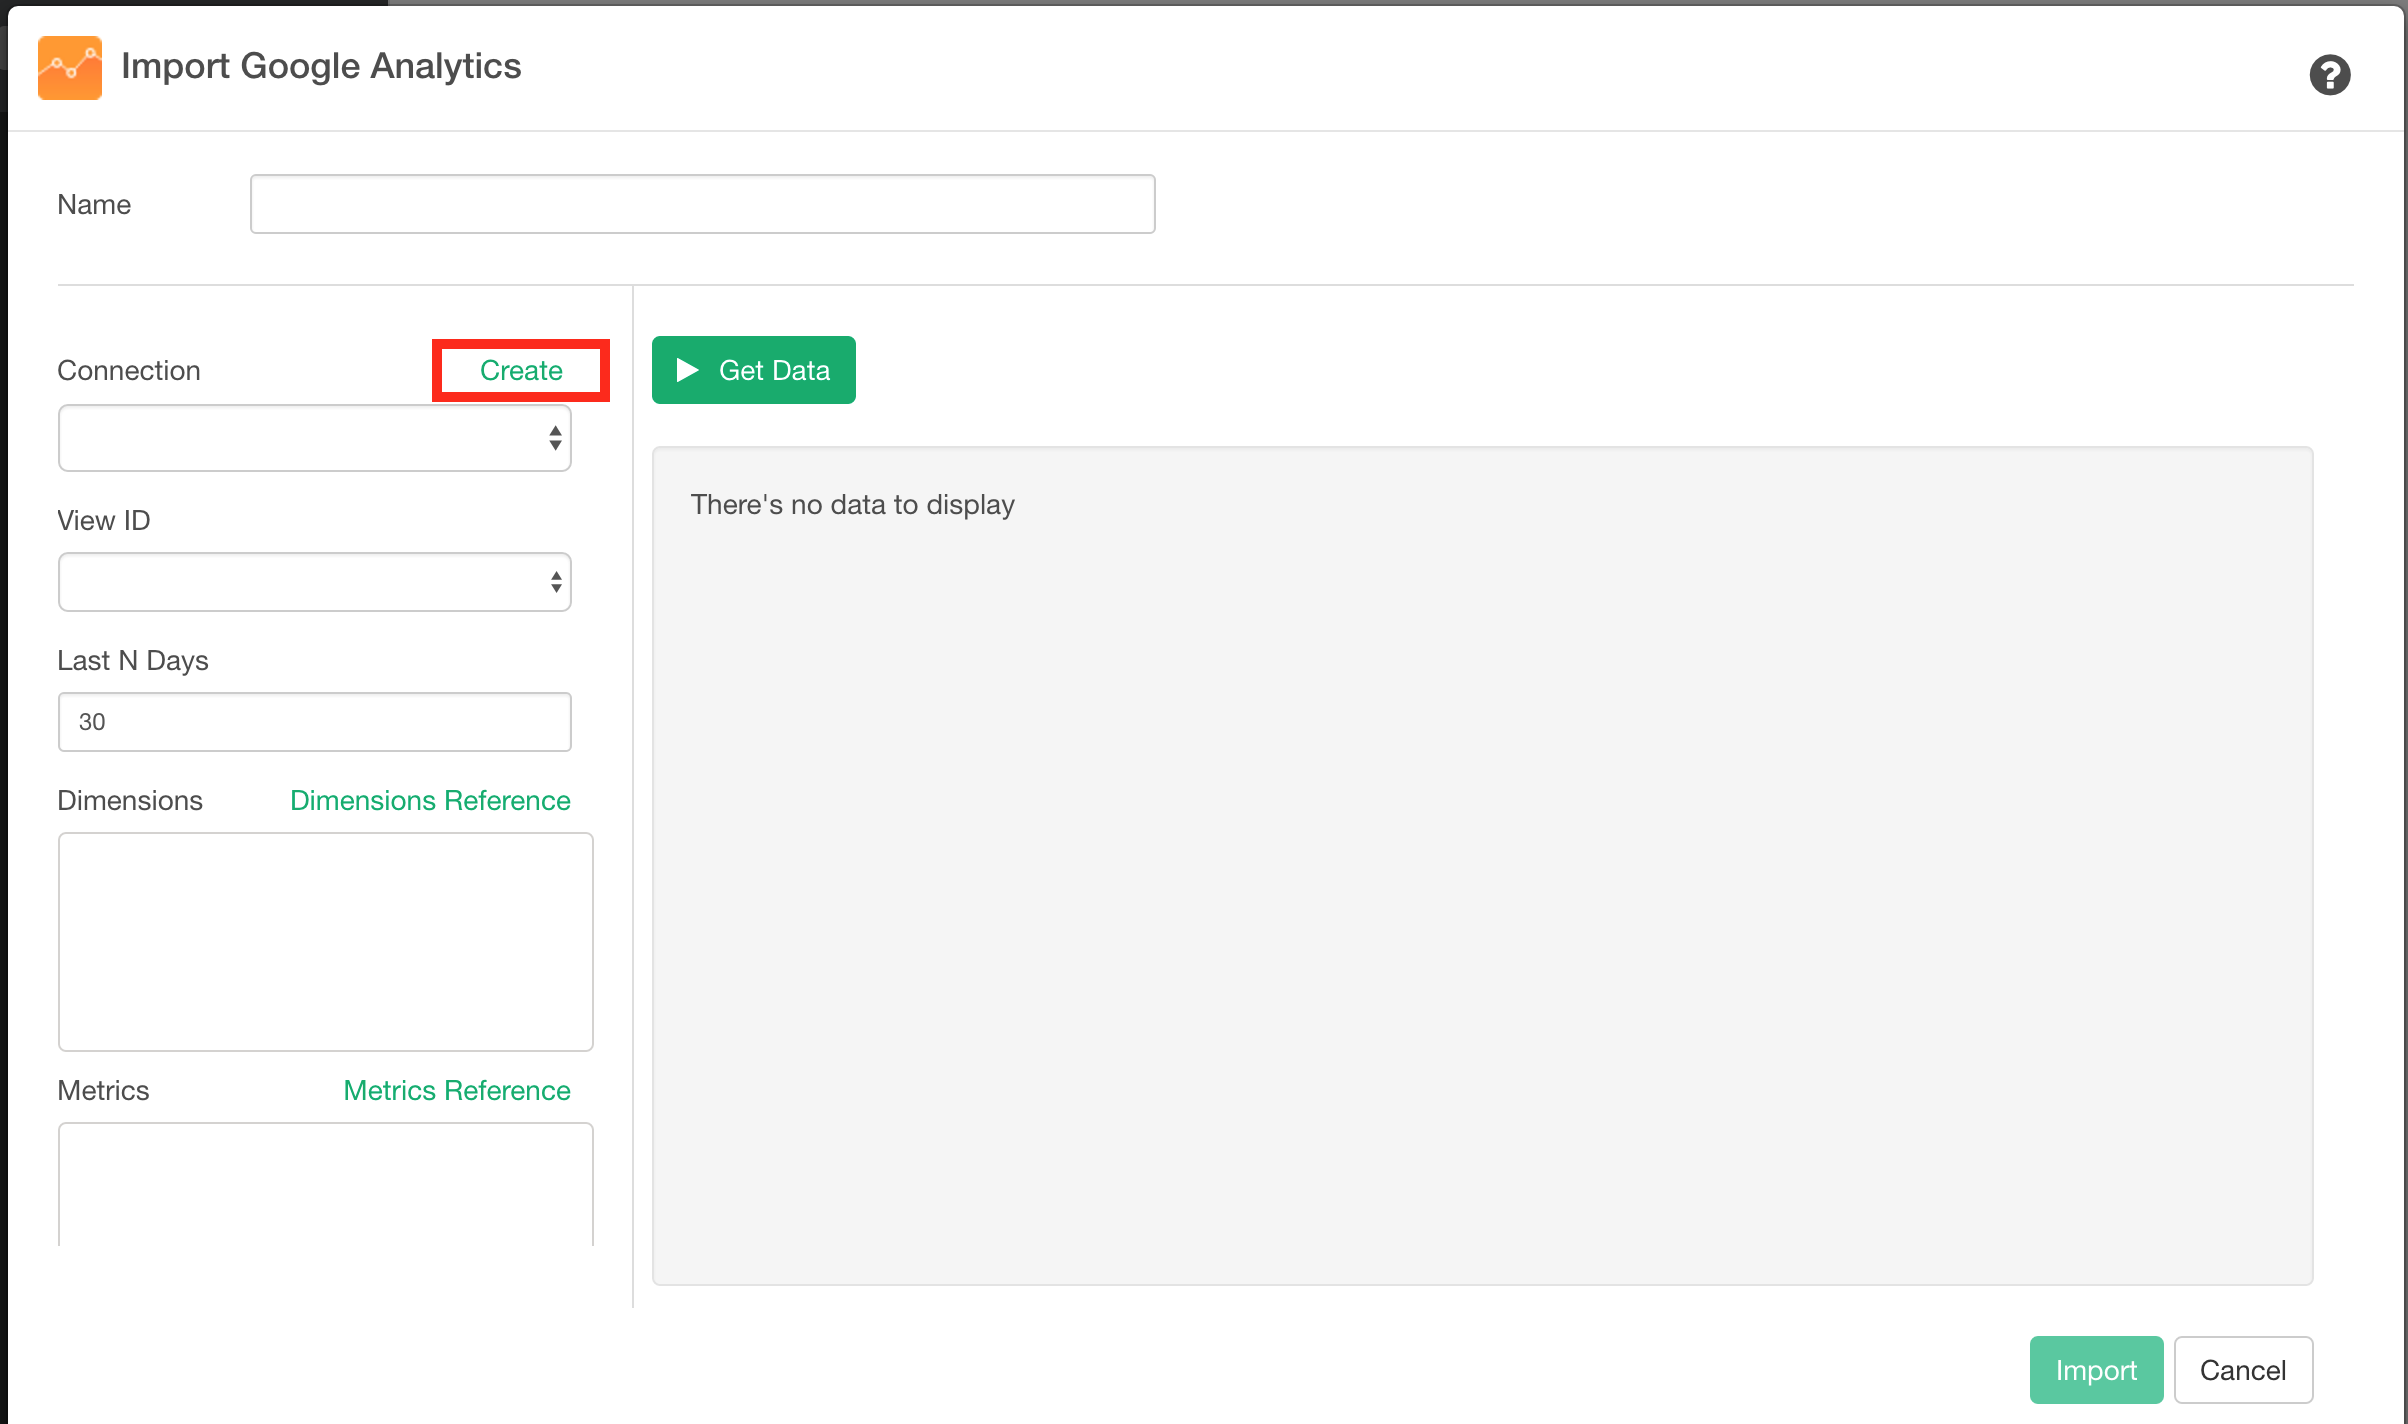 Import Google Analytics
?
Name
Connection
Create
Get Data
There's no data to display
View ID
Last N Days
30
Dimensions
Dimensions Reference
Metrics
Metrics Reference
Import
Cancel